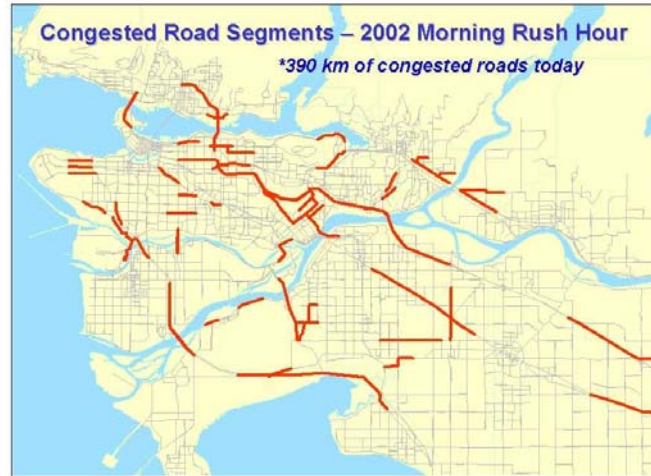 Congested Road Segments – 2002 Morning Rush Hour
*390 km of congested roads today